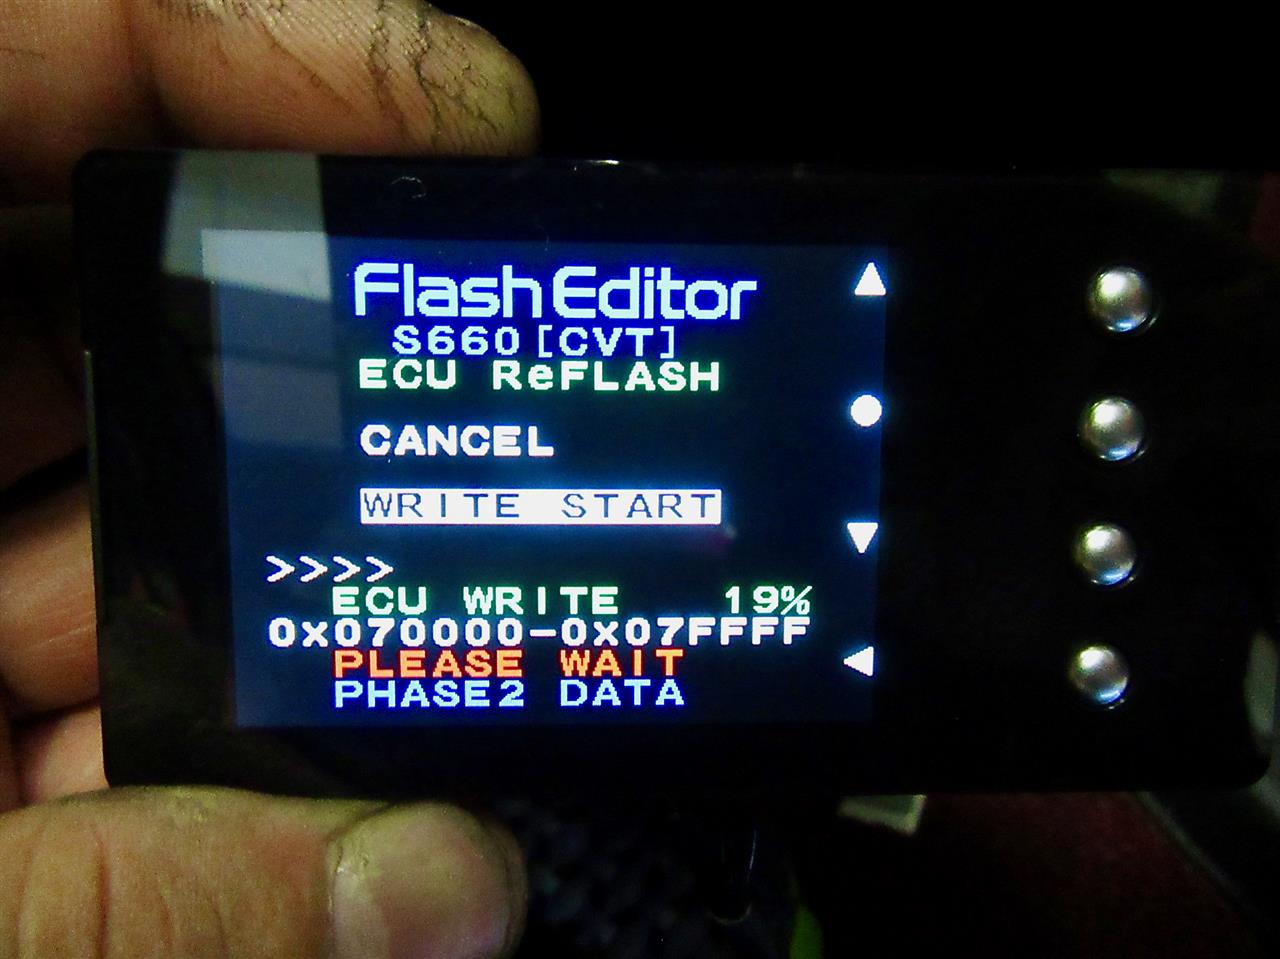 FlashEditor
S660[CVT]
ECU ReFLASH
CANCEL
WRITE START
>>>>
ECU WRITE 19%
0x070000-0x07FFFF
PLEASE WAIT
PHASE2 DATA